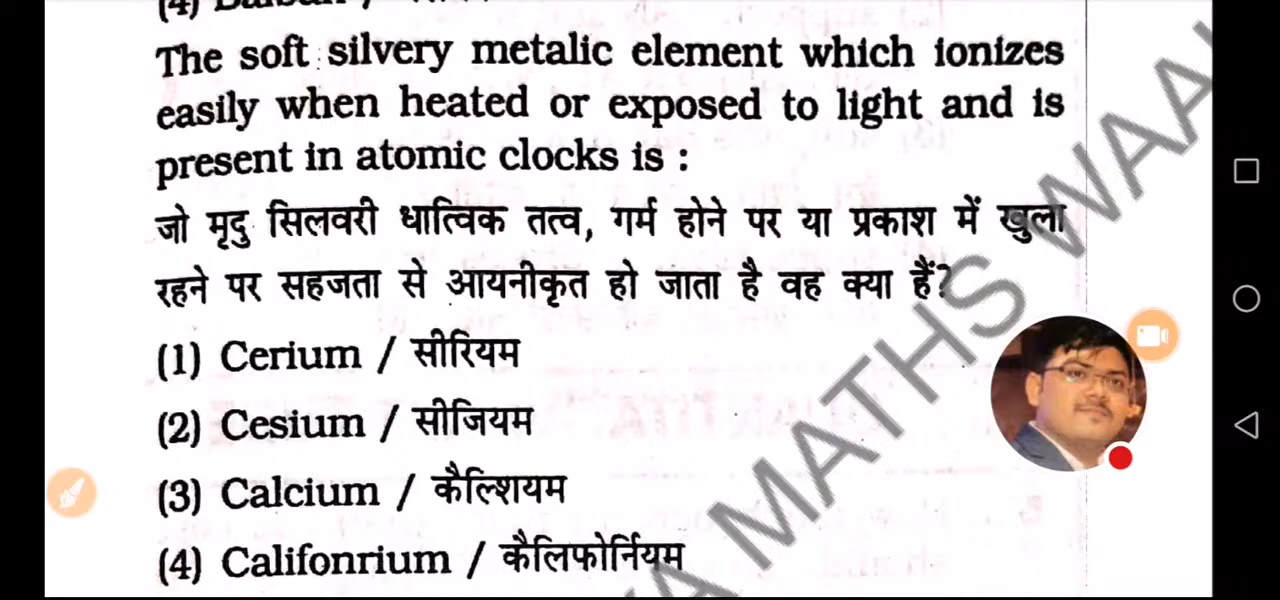 The soft silvery metalic element which ionizes
easily when heated or exposed to light and is
present in atomic clocks is :
जो मृदु सिलवरी धात्विक तत्व, गर्म होने पर या प्रकाश में खुला
रहने पर सहजता से आयनीकृत हो जाता है वह क्या हैं?
(1) Cerium / सीरियम
(2) Cesium / सीजियम
(3) Calcium / कैल्शियम
(4) Califonrium / कैलिफोर्नियम
MATHS